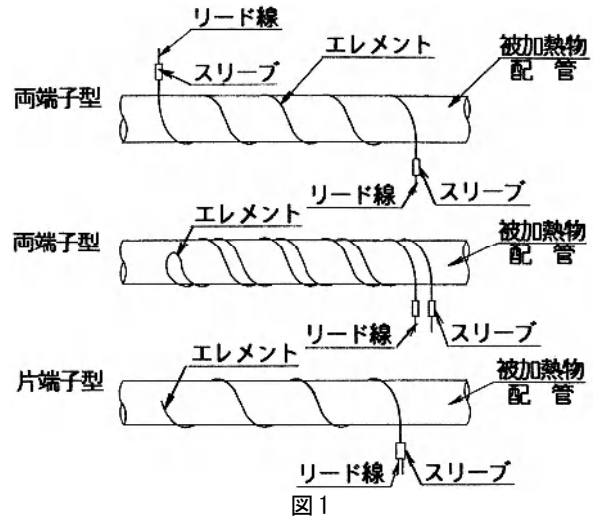 リード線
スリーブ
エレメント
被加熱物
配管
両端子型
リード線
スリーブ
エレメント
被加熱物
配管
両端子型
リード線
スリーブ
エレメント
被加熱物
配管
片端子型
リード線
スリーブ
図1